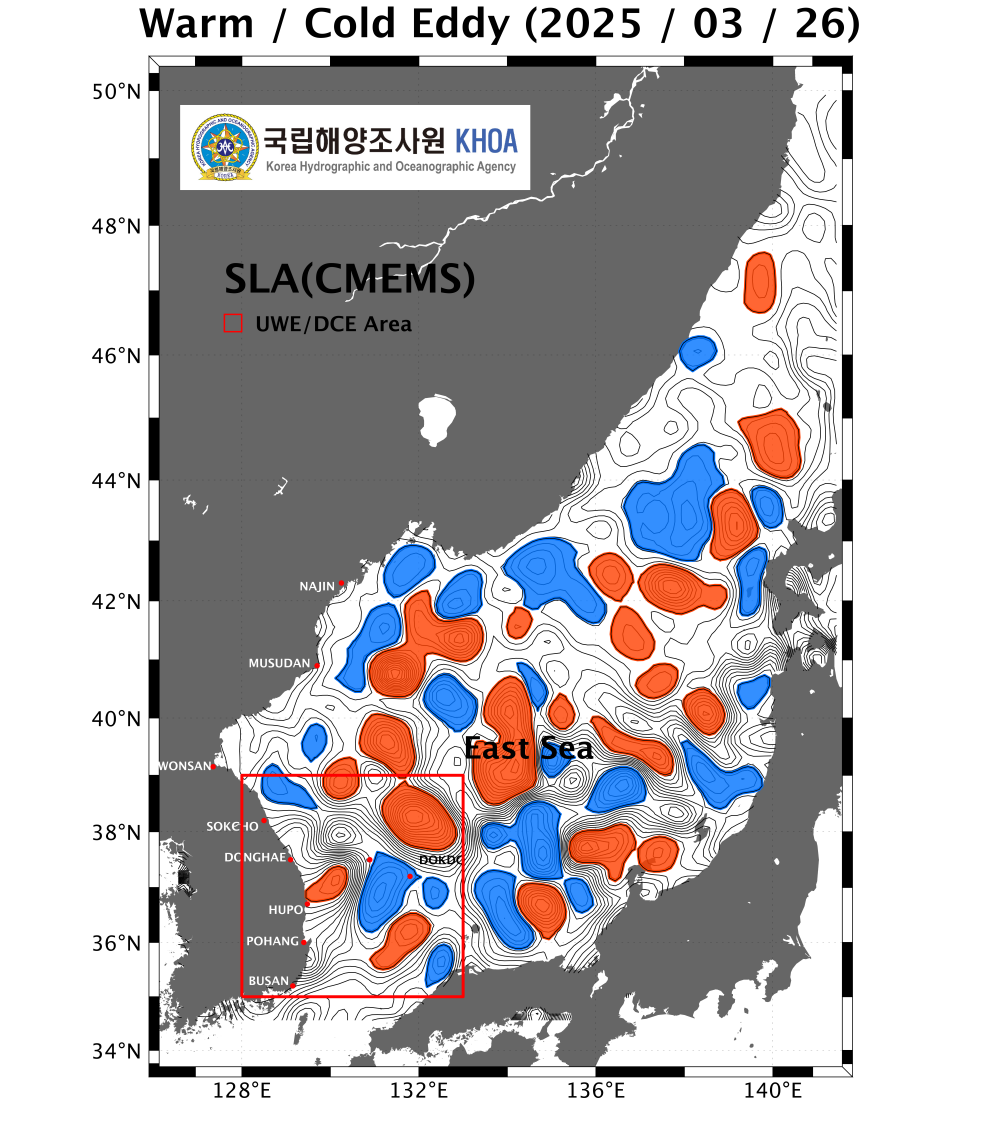 Warm / Cold Eddy (2025 / 03 / 26)
50°N
국립해양조사원 KHOA
Korea Hydrographic and Oceanographic Agency
48°N
SLA(CMEMS)
UWE/DCE Area
46°N
44°N
NAJIN
42°N
MUSUDAN
40°N
East Sea
WONSAN
SOKCHO
38°N
DONGHAE
DOKDO
HUPO
36°N
POHANG
BUSAN
34°N
128°E
132°E
136°E
140°E